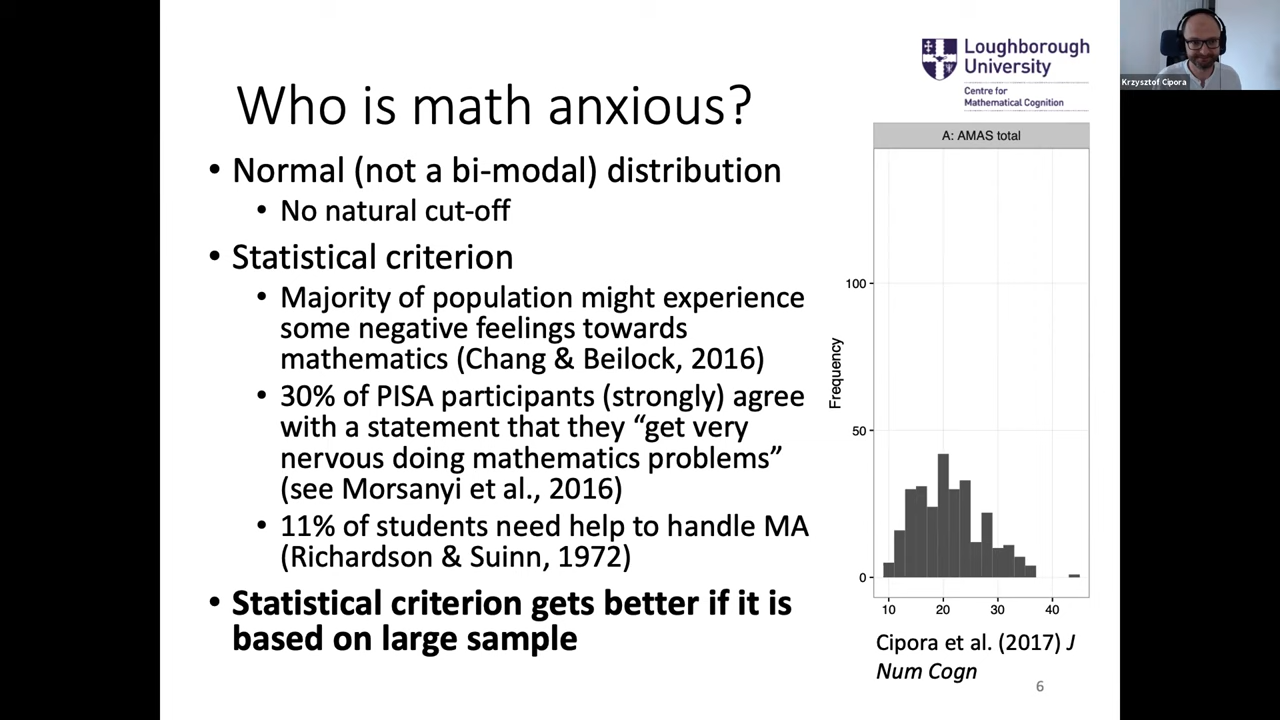 Loughborough
University
Centre for
Mathematical Cognition
Krzysztof Cipora
Who is math anxious?
• Normal (not a bi-modal) distribution
• No natural cut-off
• Statistical criterion
• Majority of population might experience
some negative feelings towards
mathematics (Chang & Beilock, 2016)
• 30% of PISA participants (strongly) agree
with a statement that they “get very
nervous doing mathematics problems”
(see Morsanyi et al., 2016)
• 11% of students need help to handle MA
(Richardson & Suinn, 1972)
• Statistical criterion gets better if it is
based on large sample
A: AMAS total
Frequency
100
50
0
10 20 30 40
Cipora et al. (2017) J
Num Cogn
6